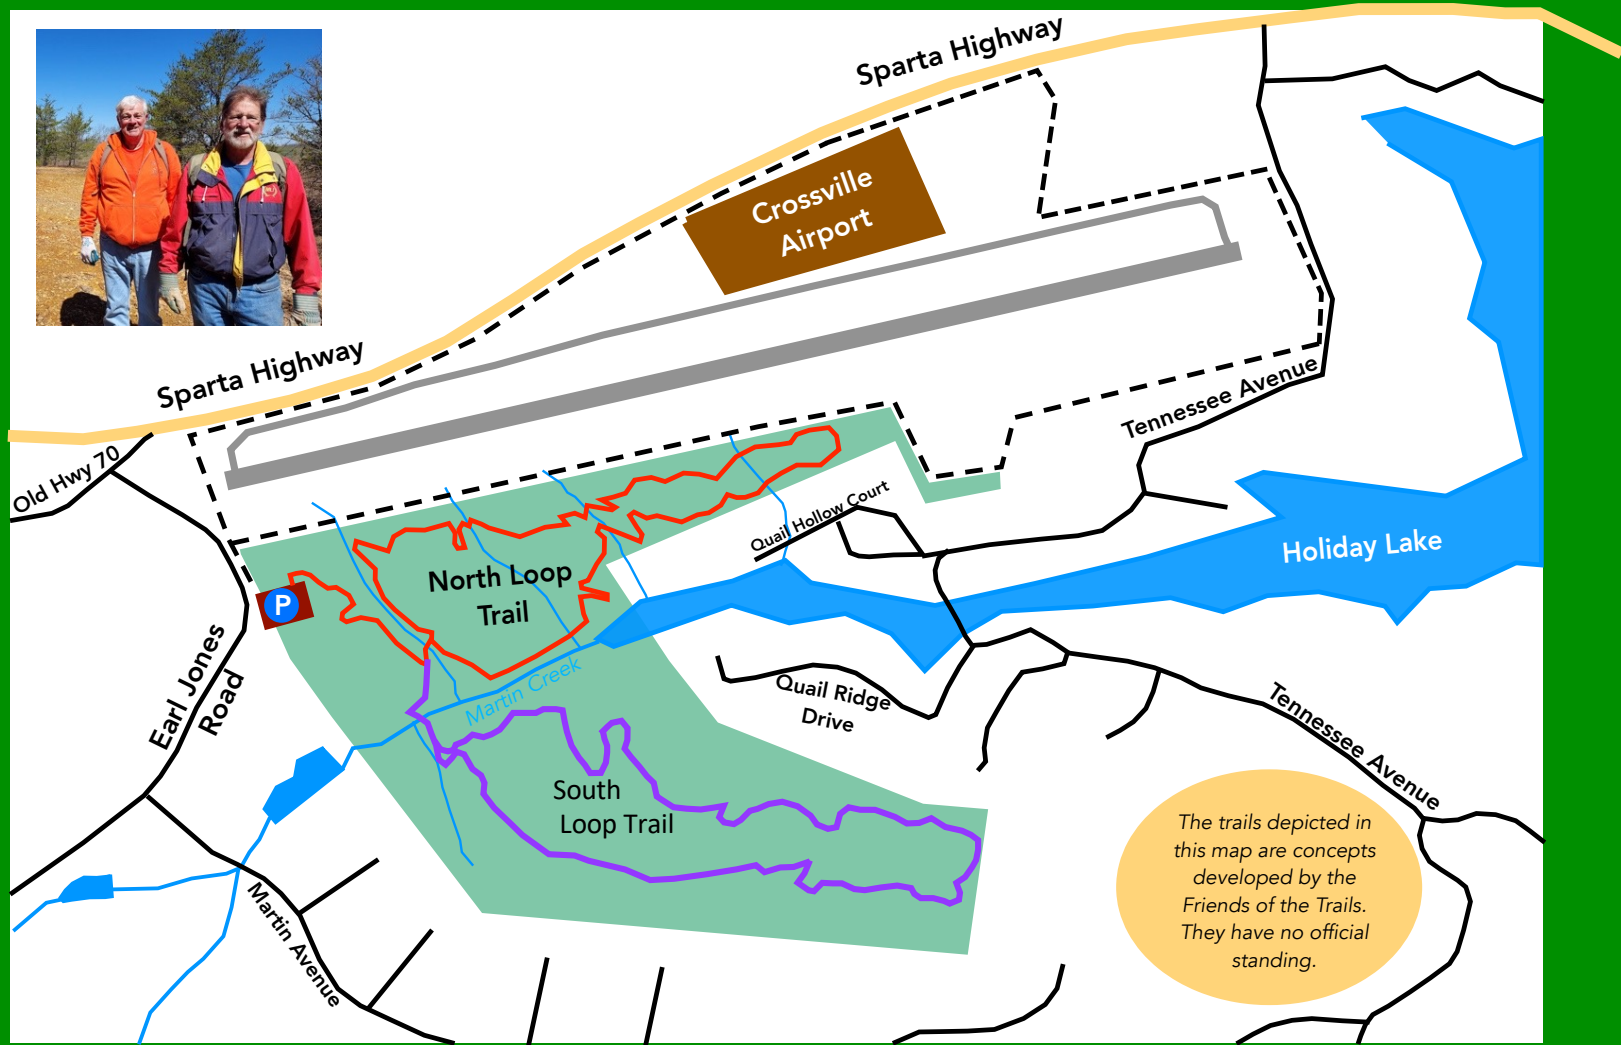 Sparta Highway
Crossville
Airport
Sparta Highway
Tennessee Avenue
Old Hwy 70
Quail Hollow Court
Holiday Lake
North Loop
Trail
P
Earl Jones
Road
Martin Creek
Quail Ridge
Drive
Tennessee Avenue
South
Loop Trail
Martin Avenue
The trails depicted in
this map are concepts
developed by the
Friends of the Trails.
They have no official
standing.